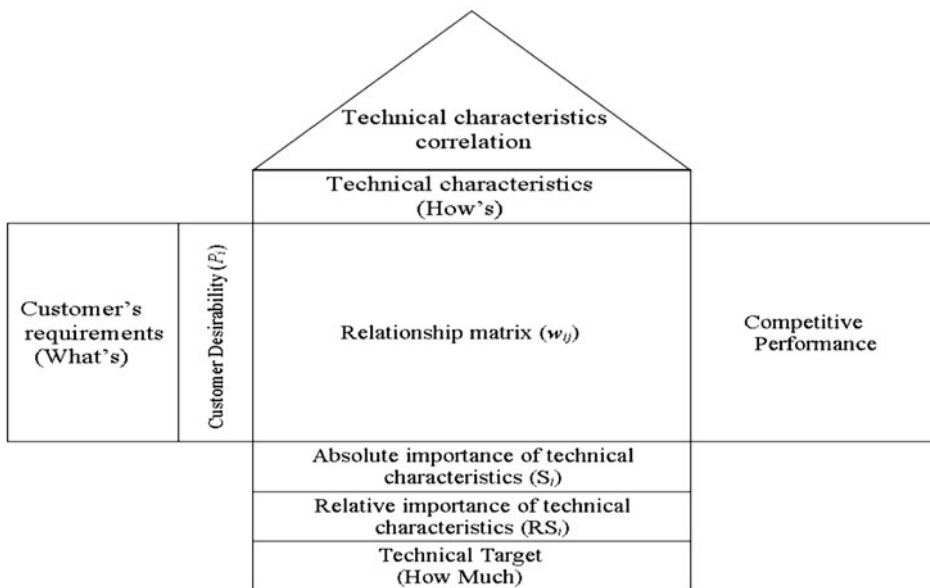 Technical characteristics
correlation
Technical characteristics
(How's)
Customer's
requirements
(What's)
Customer Desirability (Pi)
Relationship matrix (wij)
Competitive
Performance
Absolute importance of technical
characteristics (Si)
Relative importance of technical
characteristics (RSi)
Technical Target
(How Much)